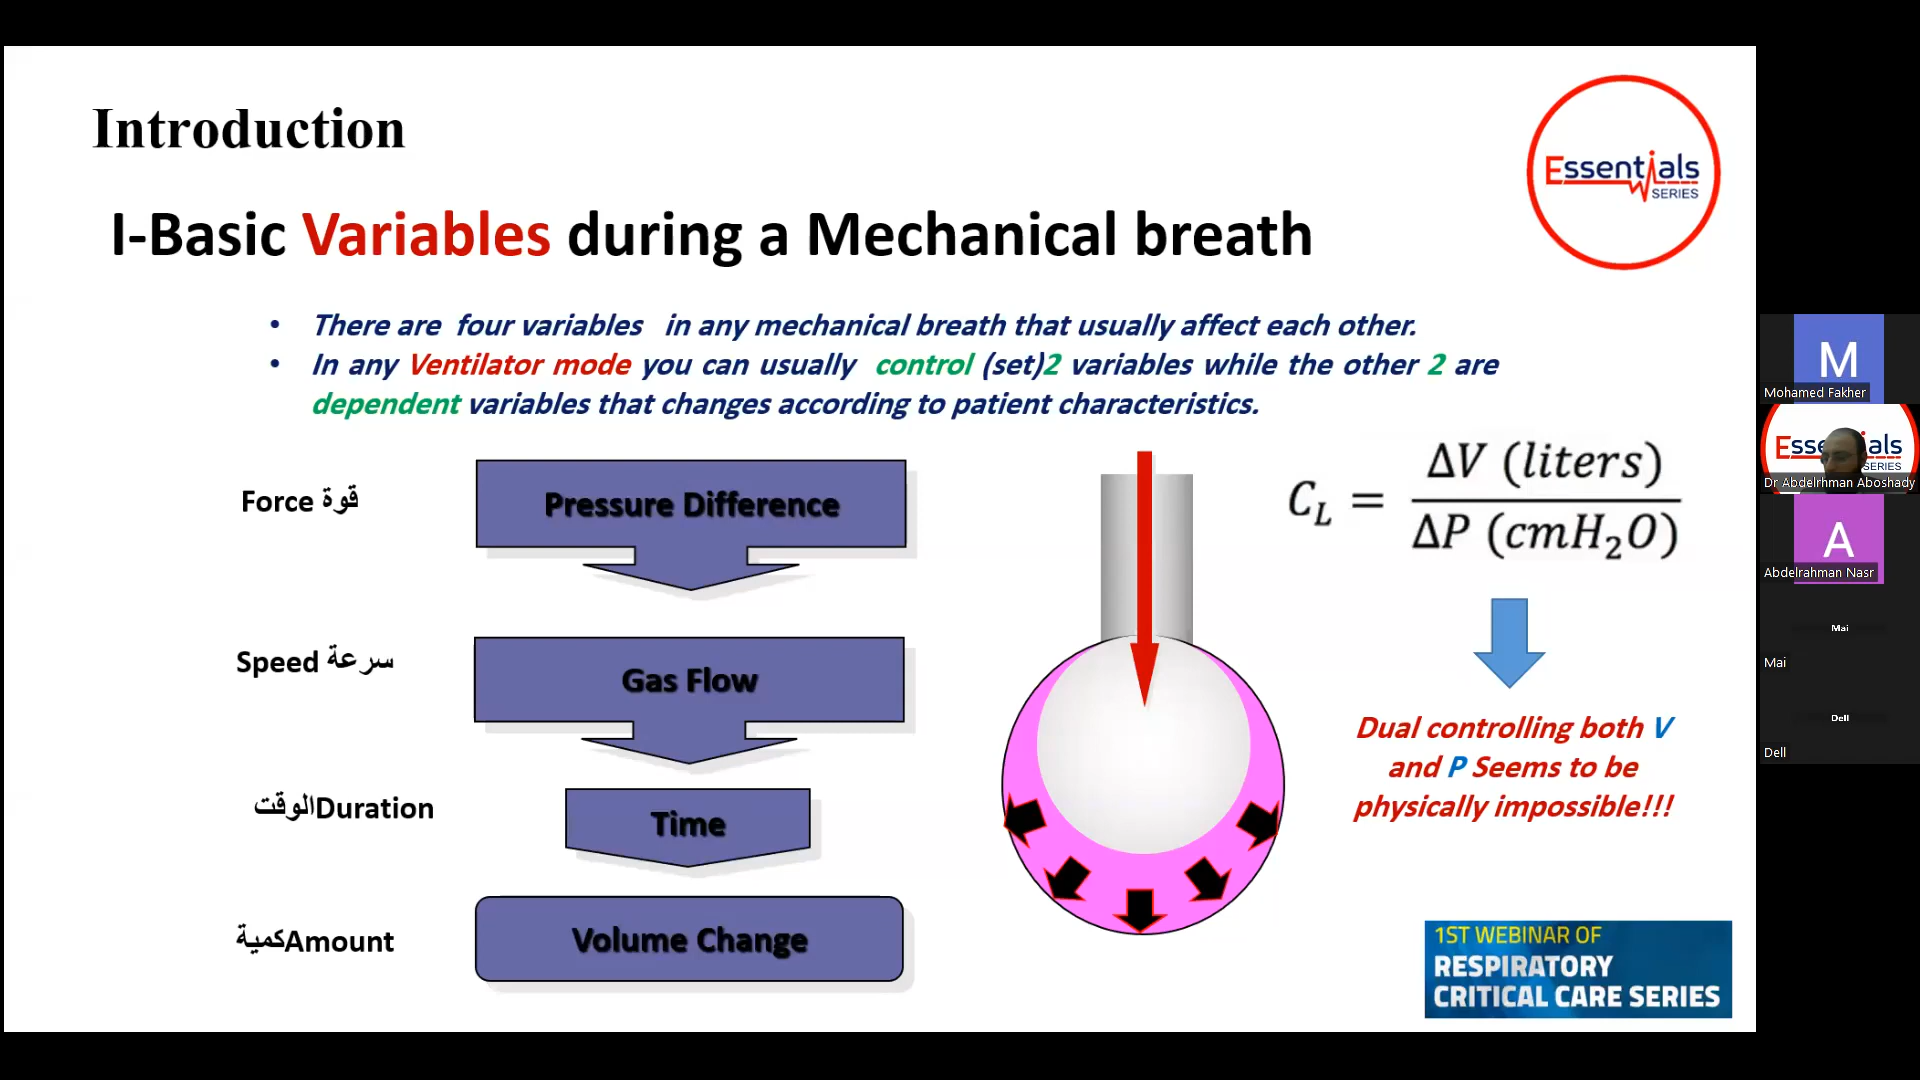 Introduction
Essentials
SERIES
I-Basic Variables during a Mechanical breath
• There are four variables in any mechanical breath that usually affect each other.
• In any Ventilator mode you can usually control (set)2 variables while the other 2 are
dependent variables that changes according to patient characteristics.
Force قوة
Pressure Difference
Speed سرعة
Gas Flow
الوقتDuration
Time
كميةAmount
Volume Change
C_L = ΔV (liters) / ΔP (cmH₂O)
Dual controlling both V
and P Seems to be
physically impossible!!!
1ST WEBINAR OF
RESPIRATORY
CRITICAL CARE SERIES
M
Mohamed Fakher
Essentials
SERIES
Dr Abdelrhman Aboshady
A
Abdelrahman Nasr
Mai
Mai
Dell
Dell